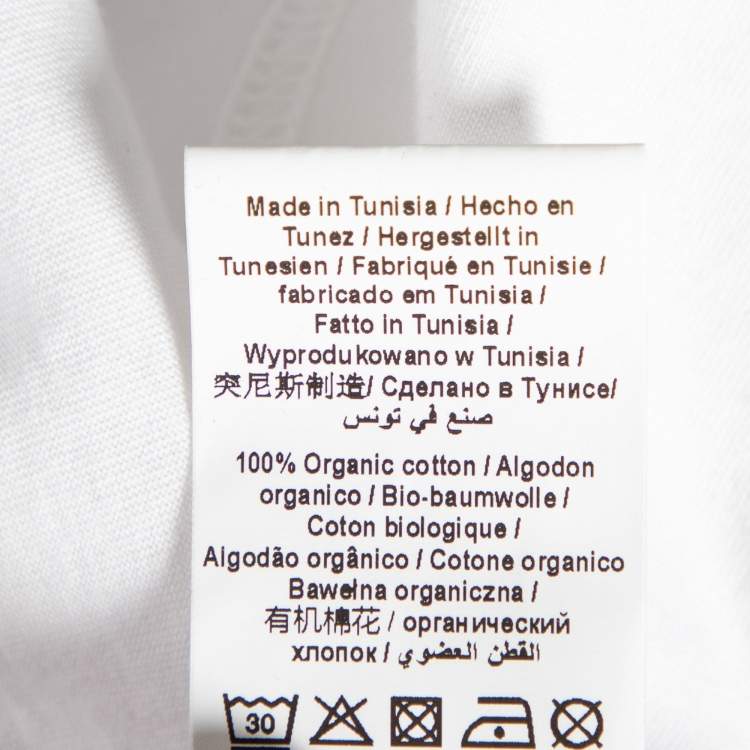 Made in Tunisia / Hecho en
Tunez / Hergestellt in
Tunesien / Fabriqué en Tunisie /
fabricado em Tunisia /
Fatto in Tunisia /
Wyprodukowano w Tunisia /
突尼斯制造/ Сделано в Тунисе/
صنع في تونس
100% Organic cotton / Algodon
organico / Bio-baumwolle /
Coton biologique /
Algodão orgânico / Cotone organico
Bawełna organiczna /
有机棉花 / органический
хлопок / القطن العضوي
30